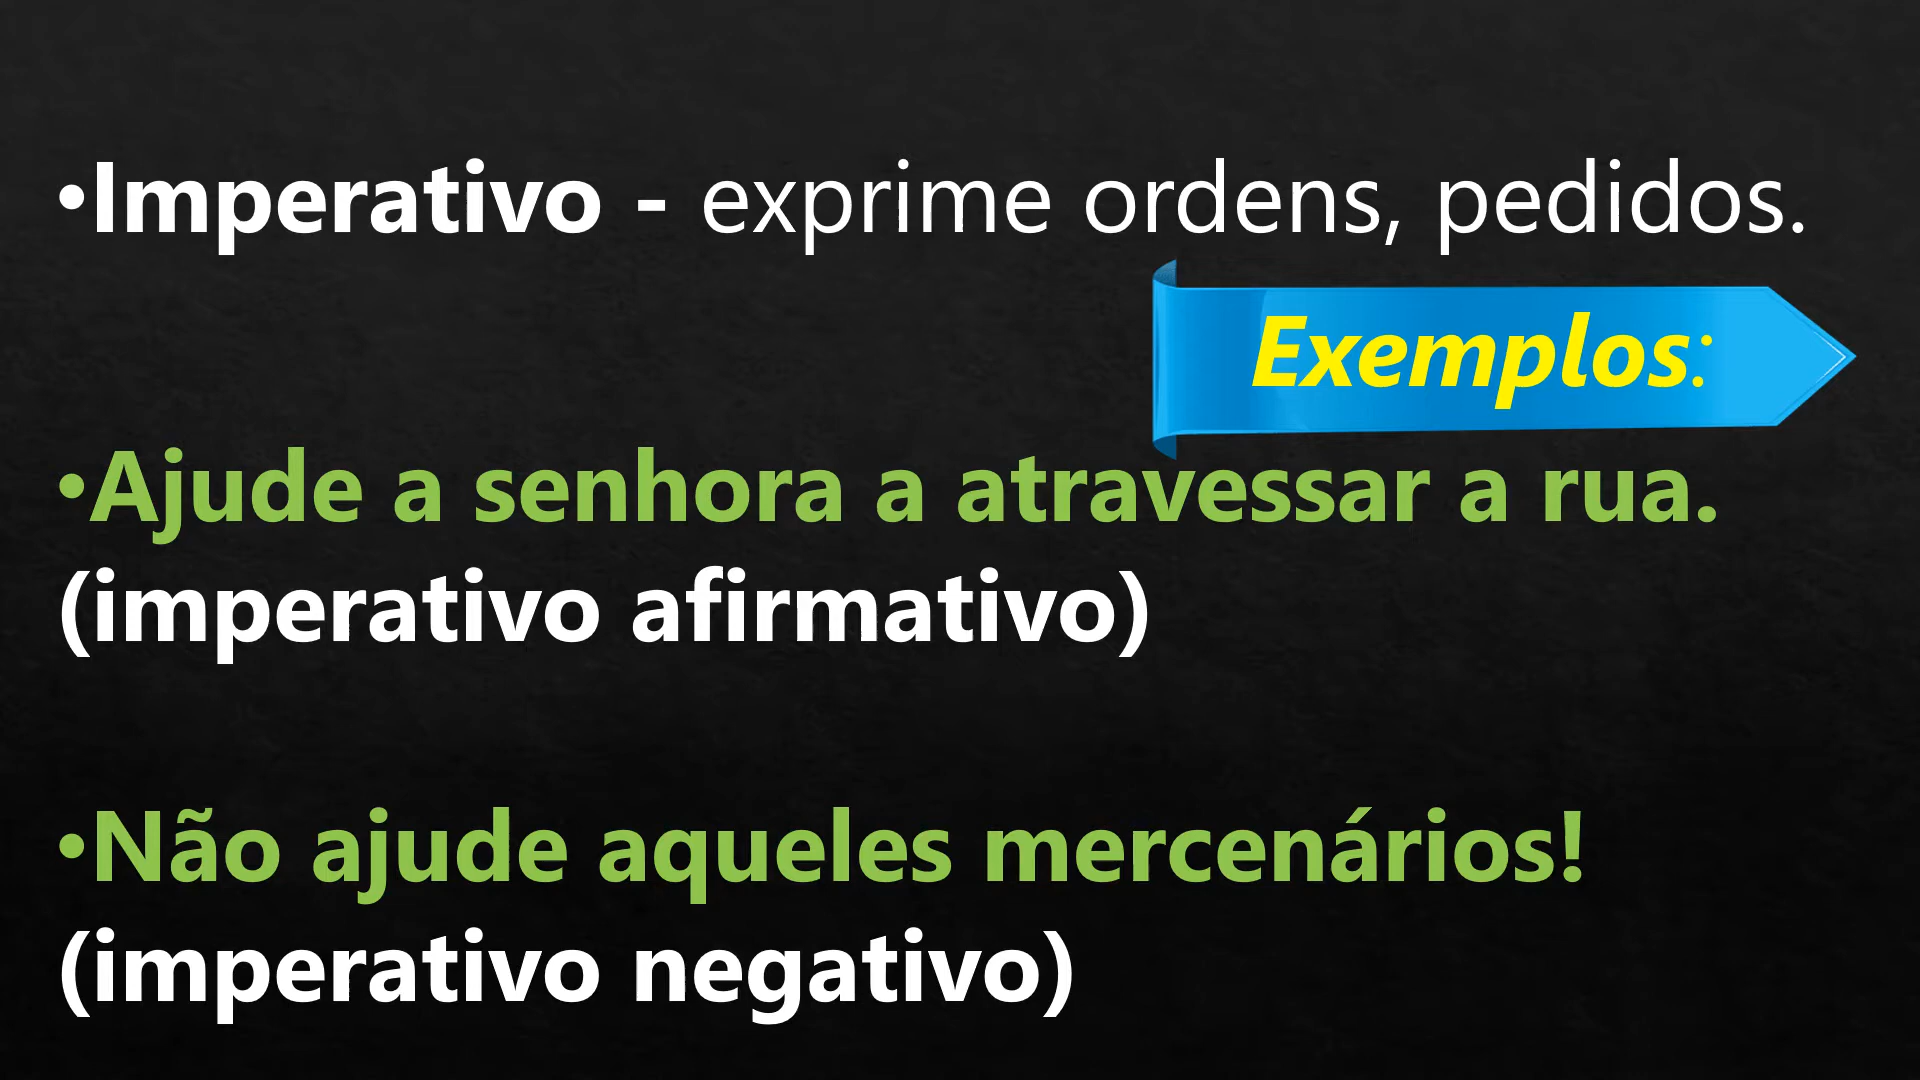 •Imperativo - exprime ordens, pedidos.
Exemplos:
•Ajude a senhora a atravessar a rua.
(imperativo afirmativo)
•Não ajude aqueles mercenários!
(imperativo negativo)